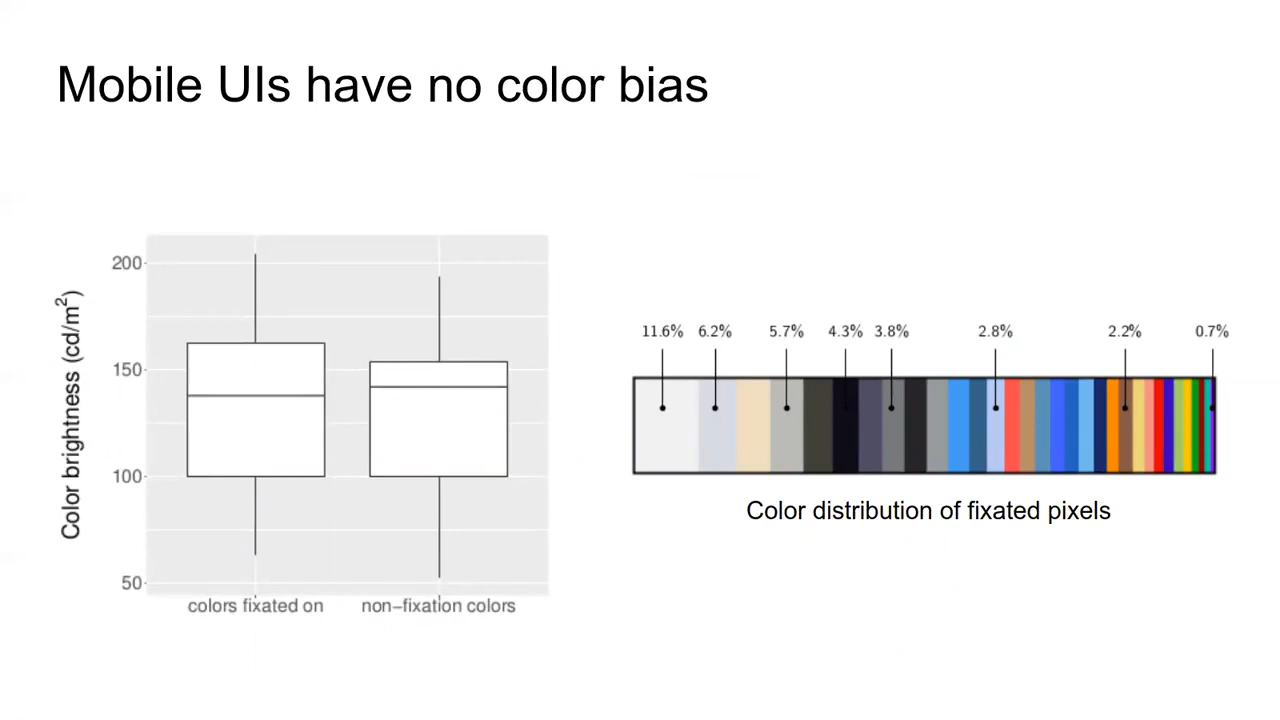 Mobile UIs have no color bias
Color brightness (cd/m²)
200
150
100
50
colors fixated on
non−fixation colors
11.6% 6.2% 5.7% 4.3% 3.8% 2.8% 2.2% 0.7%
Color distribution of fixated pixels